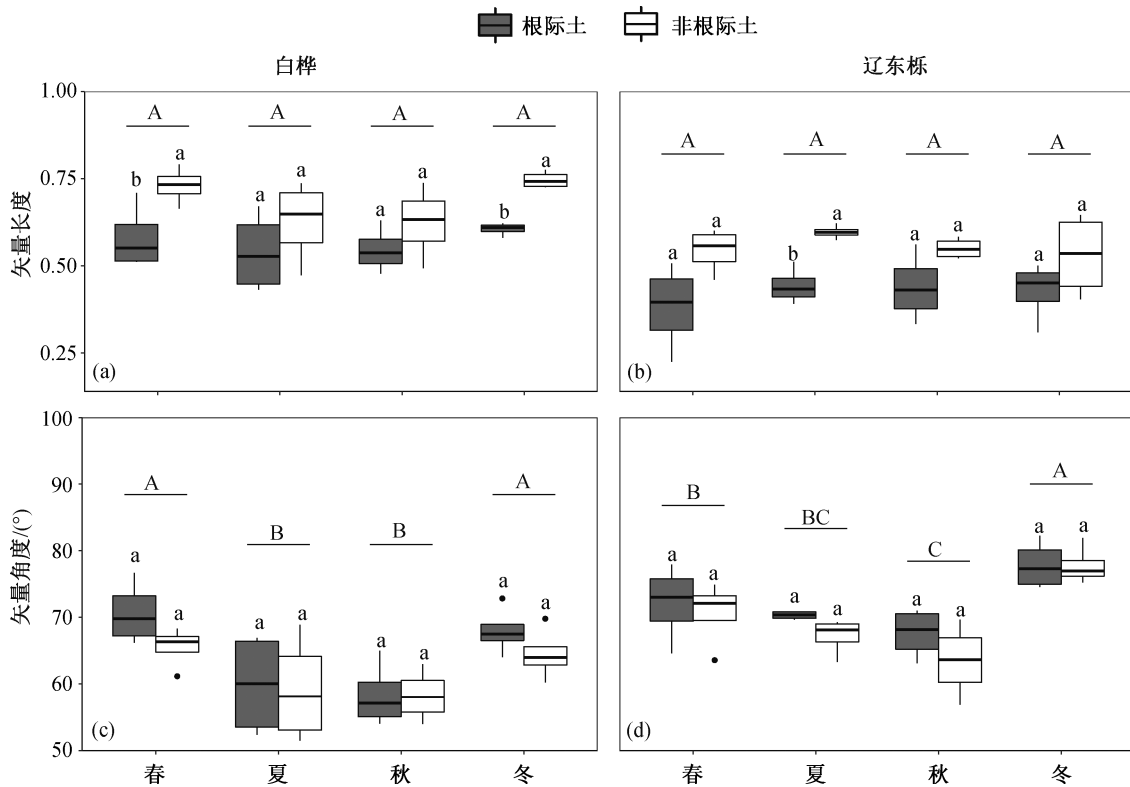 根际土 非根际土
白桦 辽东栎
矢量长度
1.00
0.75
0.50
0.25
A A A A
b a a a a a b a
(a)
A A A A
a a b a a a a a
(b)
矢量角度/(°)
100
90
80
70
60
50
A B B A
a a a a a a a a
(c)
B BC C A
a a a a a a a a
(d)
春 夏 秋 冬 春 夏 秋 冬